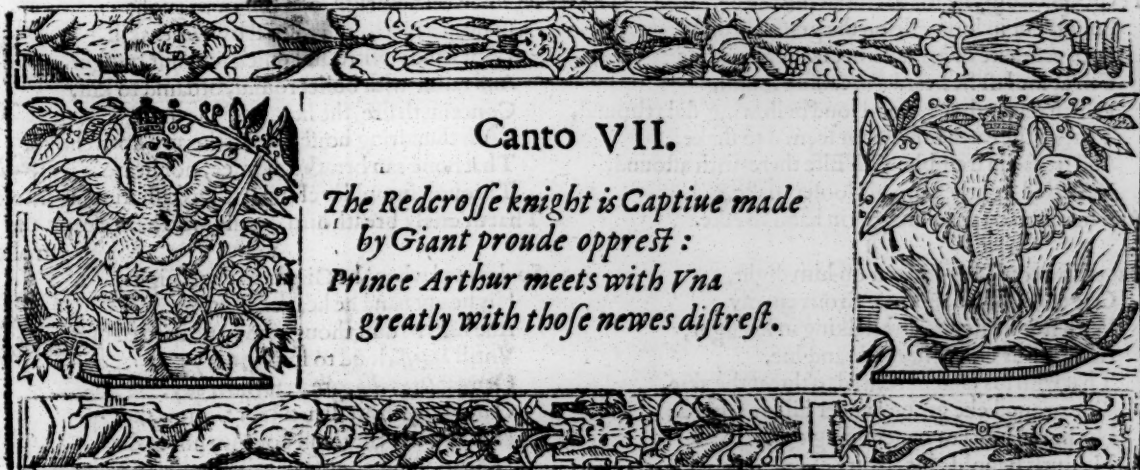 Canto VII.
The Redcroſſe knight is Captiue made
by Giant proude oppreſt :
Prince Arthur meets with Vna
greatly with thoſe newes diſtreſt.